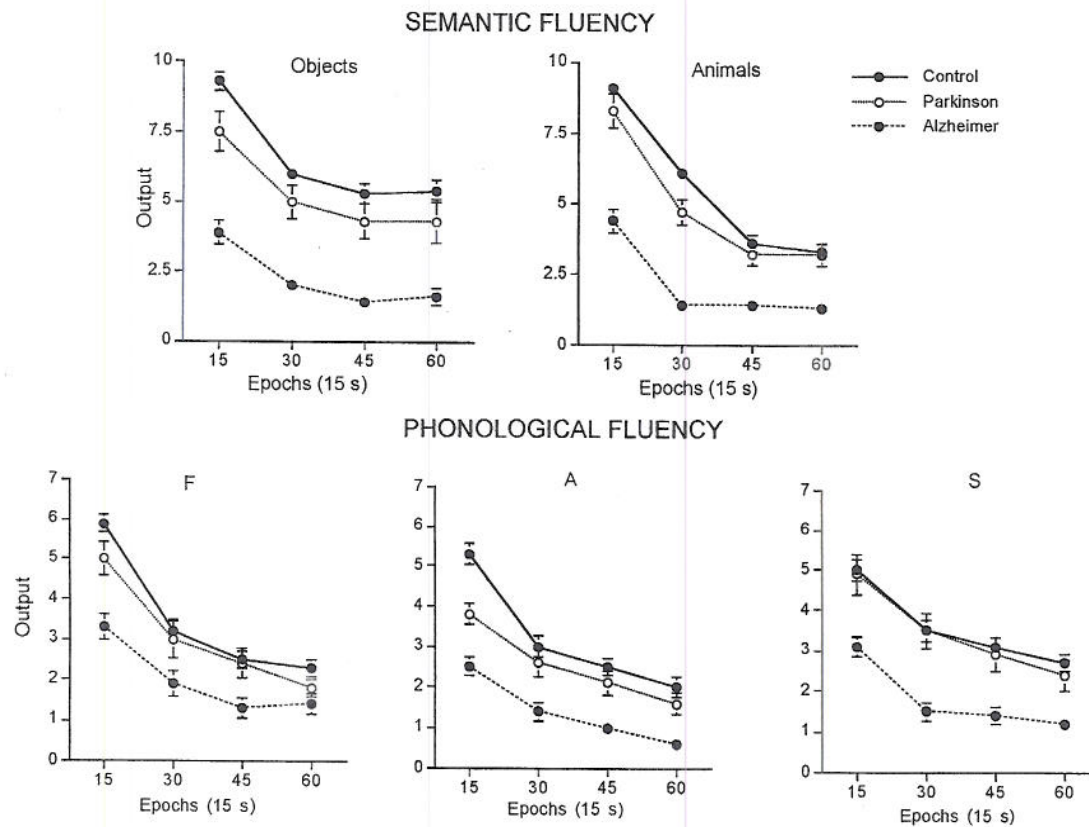 SEMANTIC FLUENCY
Objects
Animals
Control
Parkinson
Alzheimer
10
7.5
5
2.5
0
Output
15 30 45 60
Epochs (15 s)
10
7.5
5
2.5
0
15 30 45 60
Epochs (15 s)
PHONOLOGICAL FLUENCY
F
7
6
5
4
3
2
1
0
Output
15 30 45 60
Epochs (15 s)
A
7
6
5
4
3
2
1
0
15 30 45 60
Epochs (15 s)
S
7
6
5
4
3
2
1
0
15 30 45 60
Epochs (15 s)